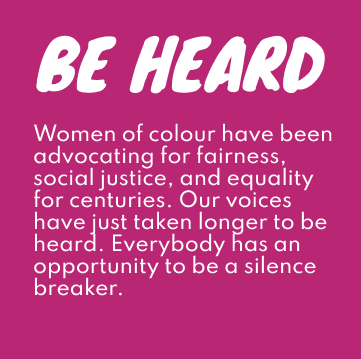 BE HEARD
Women of colour have been
advocating for fairness,
social justice, and equality
for centuries. Our voices
have just taken longer to be
heard. Everybody has an
opportunity to be a silence
breaker.